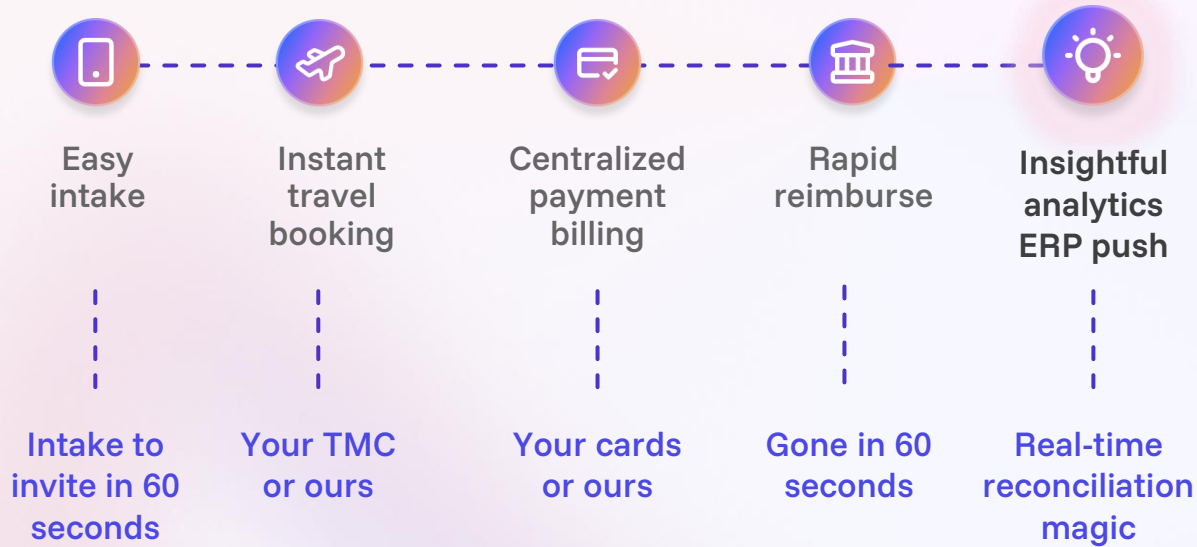 Easy
intake
Instant
travel
booking
Centralized
payment
billing
Rapid
reimburse
Insightful
analytics
ERP push
Intake to
invite in 60
seconds
Your TMC
or ours
Your cards
or ours
Gone in 60
seconds
Real-time
reconciliation
magic